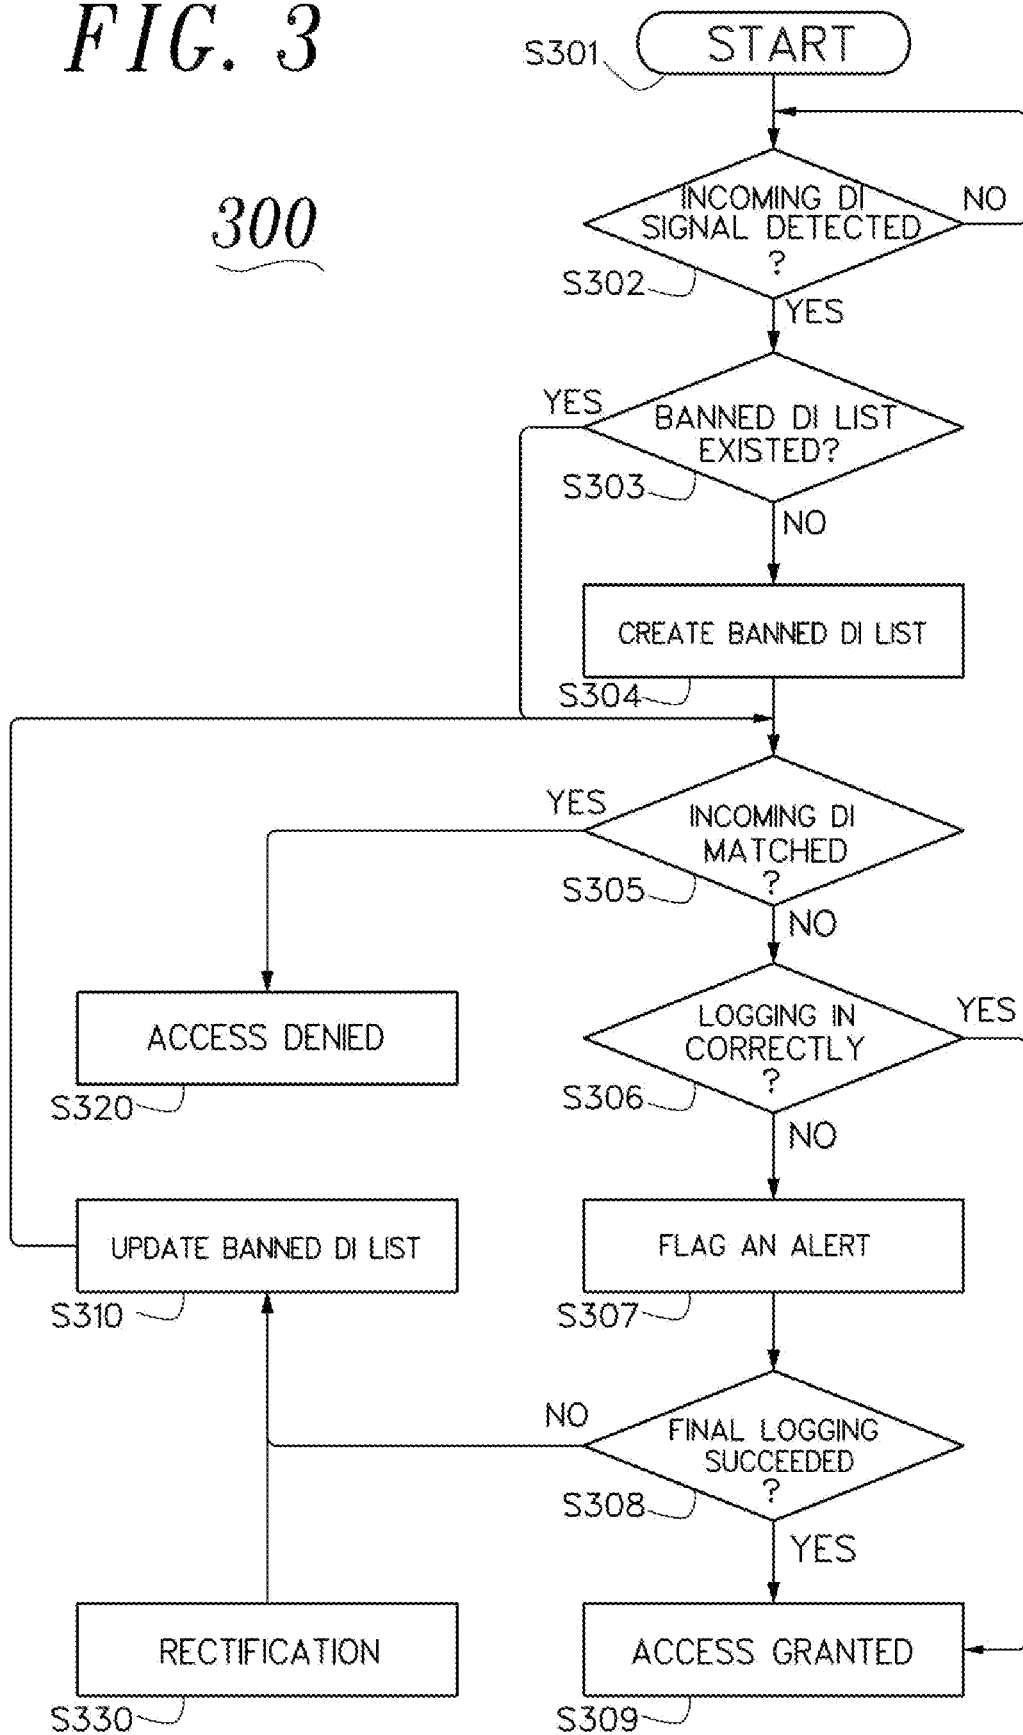 FIG. 3
300
START
S301
INCOMING DI
SIGNAL DETECTED
?
NO
S302
YES
YES
BANNED DI LIST
EXISTED?
S303
NO
CREATE BANNED DI LIST
S304
YES
INCOMING DI
MATCHED
?
S305
NO
ACCESS DENIED
S320
LOGGING IN
CORRECTLY
?
YES
S306
NO
UPDATE BANNED DI LIST
S310
FLAG AN ALERT
S307
NO
FINAL LOGGING
SUCCEEDED
?
S308
YES
RECTIFICATION
S330
ACCESS GRANTED
S309